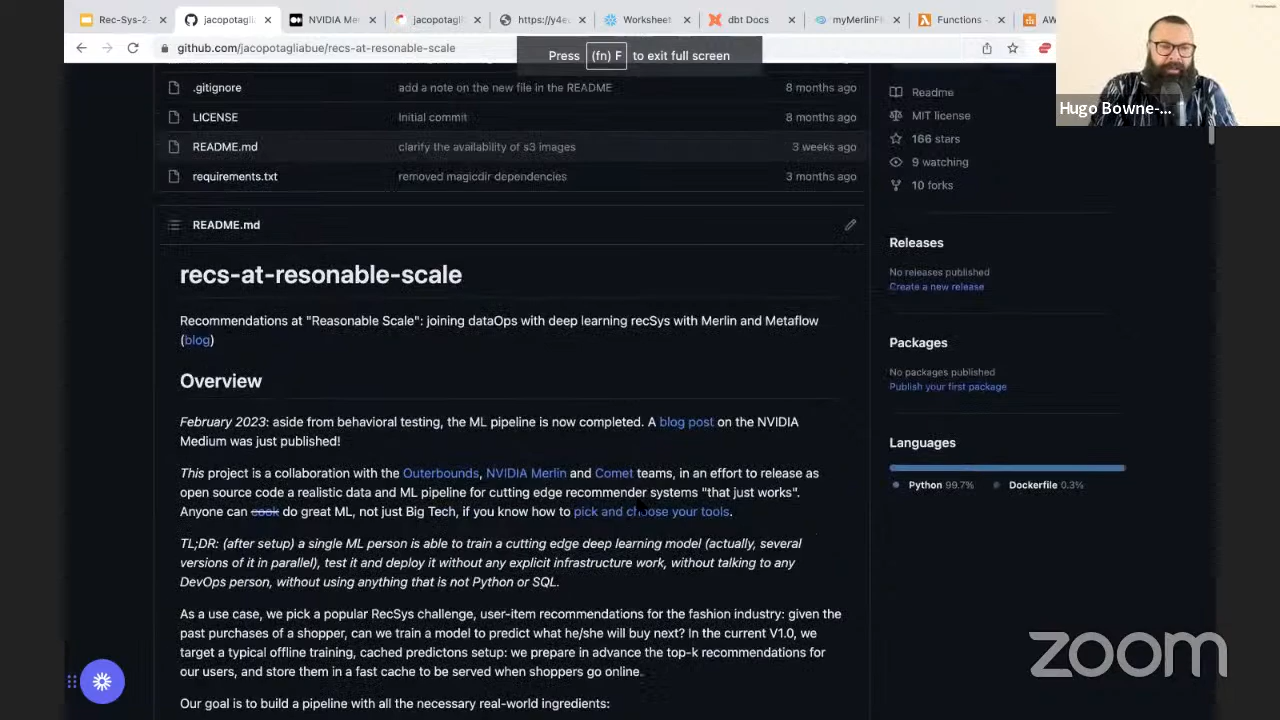 Rec-Sys-2
jacopotag
NVIDIA Me
jacopotagl
https://y4e
Worksheet
dbt Docs
myMerlinF
Functions -
AW
github.com/jacopotagliabue/recs-at-resonable-scale
Press (fn) F to exit full screen
Hugo Bowne-...
.gitignore add a note on the new file in the README 8 months ago
LICENSE Initial commit 8 months ago
README.md clarify the availability of s3 images 3 weeks ago
requirements.txt removed magicdir dependencies 3 months ago
README.md
recs-at-resonable-scale
Recommendations at "Reasonable Scale": joining dataOps with deep learning recSys with Merlin and Metaflow
(blog)
Overview
February 2023: aside from behavioral testing, the ML pipeline is now completed. A blog post on the NVIDIA
Medium was just published!
This project is a collaboration with the Outerbounds, NVIDIA Merlin and Comet teams, in an effort to release as
open source code a realistic data and ML pipeline for cutting edge recommender systems "that just works".
Anyone can cook do great ML, not just Big Tech, if you know how to pick and choose your tools.
TL;DR: (after setup) a single ML person is able to train a cutting edge deep learning model (actually, several
versions of it in parallel), test it and deploy it without any explicit infrastructure work, without talking to any
DevOps person, without using anything that is not Python or SQL.
As a use case, we pick a popular RecSys challenge, user-item recommendations for the fashion industry: given the
past purchases of a shopper, can we train a model to predict what he/she will buy next? In the current V1.0, we
target a typical offline training, cached predictons setup: we prepare in advance the top-k recommendations for
our users, and store them in a fast cache to be served when shoppers go online.
Our goal is to build a pipeline with all the necessary real-world ingredients:
Readme
MIT license
166 stars
9 watching
10 forks
Releases
No releases published
Create a new release
Packages
No packages published
Publish your first package
Languages
Python 99.7% Dockerfile 0.3%
zoom